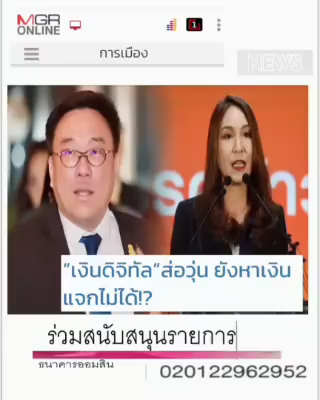 MGR
ONLINE
1
การเมือง
NEWS
"เงินดิจิทัล"ส่อวุ่น ยังหาเงิน
แจกไม่ได้!?
ร่วมสนับสนุนรายการ
ธนาคารออมสิน
020122962952